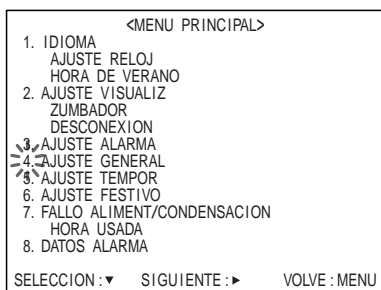 <MENU PRINCIPAL>
1. IDIOMA
AJUSTE RELOJ
HORA DE VERANO
2. AJUSTE VISUALIZ
ZUMBADOR
DESCONEXION
3. AJUSTE ALARMA
4. AJUSTE GENERAL
5. AJUSTE TEMPOR
6. AJUSTE FESTIVO
7. FALLO ALIMENT/CONDENSACION
HORA USADA
8. DATOS ALARMA
SELECCION:▼ SIGUIENTE:► VOLVE:MENU